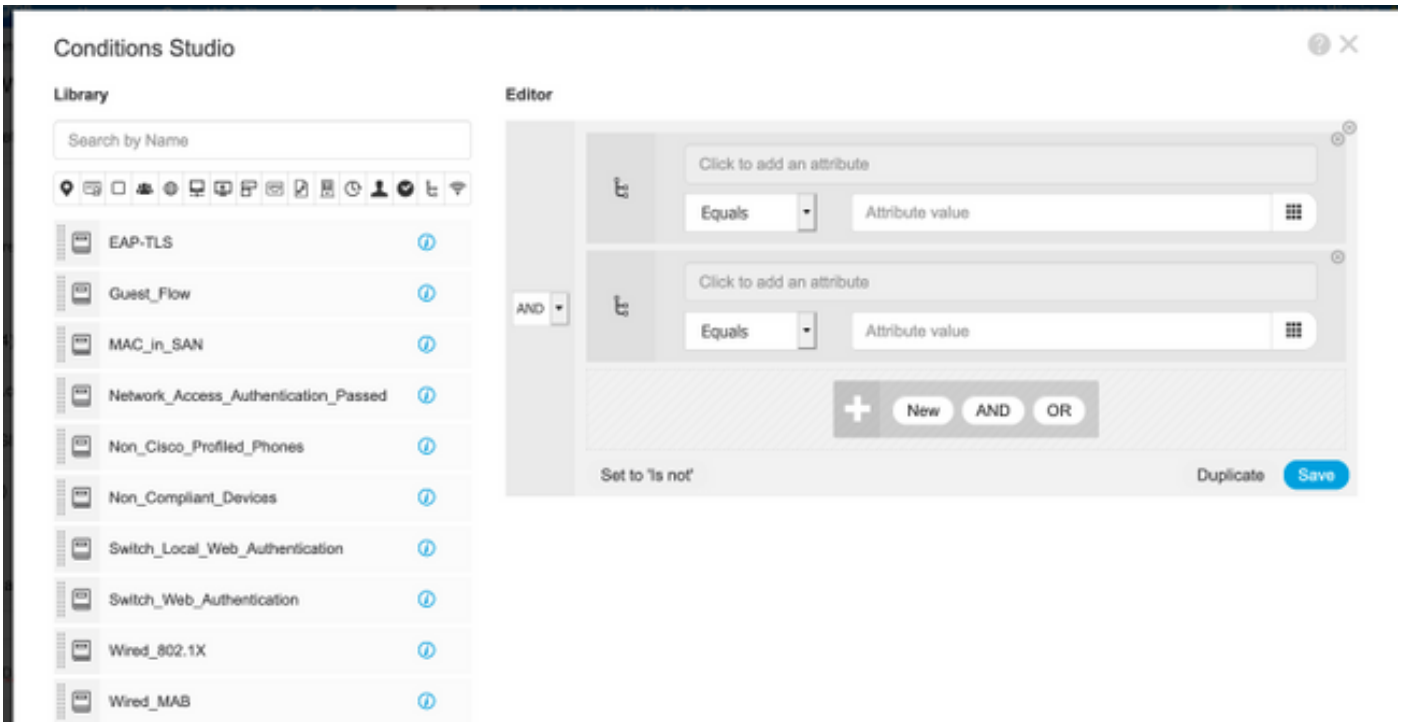 Conditions Studio
Library
Search by Name
EAP-TLS
Guest_Flow
MAC_in_SAN
Network_Access_Authentication_Passed
Non_Cisco_Profiled_Phones
Non_Compliant_Devices
Switch_Local_Web_Authentication
Switch_Web_Authentication
Wired_802.1X
Wired_MAB
Editor
Click to add an attribute
Equals Attribute value
AND
Click to add an attribute
Equals Attribute value
New AND OR
Set to 'Is not' Duplicate Save